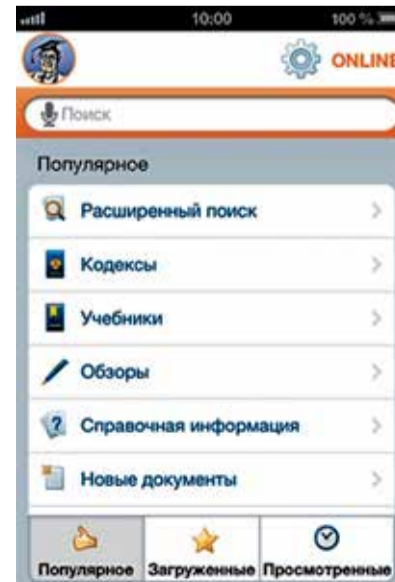 10:00 100 %
ONLINE
Поиск
Популярное
Расширенный поиск
Кодексы
Учебники
Обзоры
Справочная информация
Новые документы
Популярное Загруженные Просмотренные